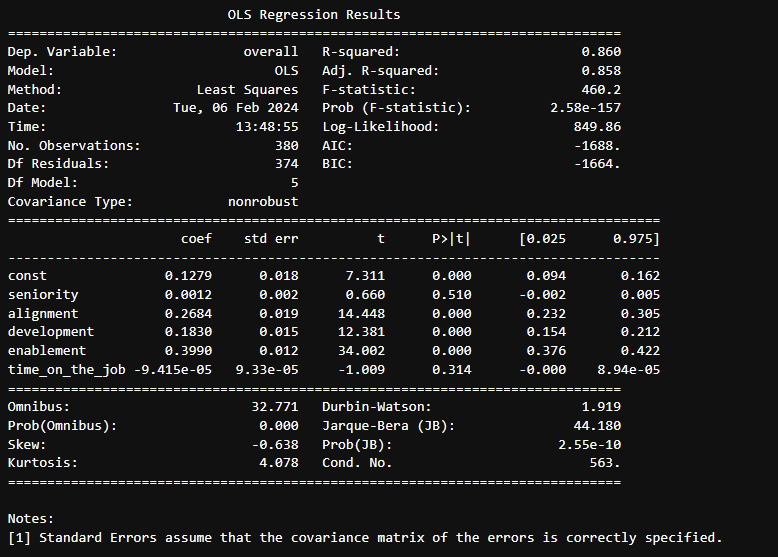 OLS Regression Results
==============================================================================
Dep. Variable:                overall   R-squared:                       0.860
Model:                            OLS   Adj. R-squared:                  0.858
Method:                 Least Squares   F-statistic:                     460.2
Date:                Tue, 06 Feb 2024   Prob (F-statistic):          2.58e-157
Time:                        13:48:55   Log-Likelihood:                 849.86
No. Observations:                 380   AIC:                            -1688.
Df Residuals:                     374   BIC:                            -1664.
Df Model:                           5
Covariance Type:            nonrobust
===================================================================================
                      coef    std err          t      P>|t|      [0.025      0.975]
-----------------------------------------------------------------------------------
const               0.1279      0.018      7.311      0.000       0.094       0.162
seniority           0.0012      0.002      0.660      0.510      -0.002       0.005
alignment           0.2684      0.019     14.448      0.000       0.232       0.305
development         0.1830      0.015     12.381      0.000       0.154       0.212
enablement          0.3990      0.012     34.002      0.000       0.376       0.422
time_on_the_job -9.415e-05   9.33e-05     -1.009      0.314      -0.000    8.94e-05
==============================================================================
Omnibus:                       32.771   Durbin-Watson:                   1.919
Prob(Omnibus):                  0.000   Jarque-Bera (JB):               44.180
Skew:                          -0.638   Prob(JB):                     2.55e-10
Kurtosis:                       4.078   Cond. No.                         563.
==============================================================================

Notes:
[1] Standard Errors assume that the covariance matrix of the errors is correctly specified.